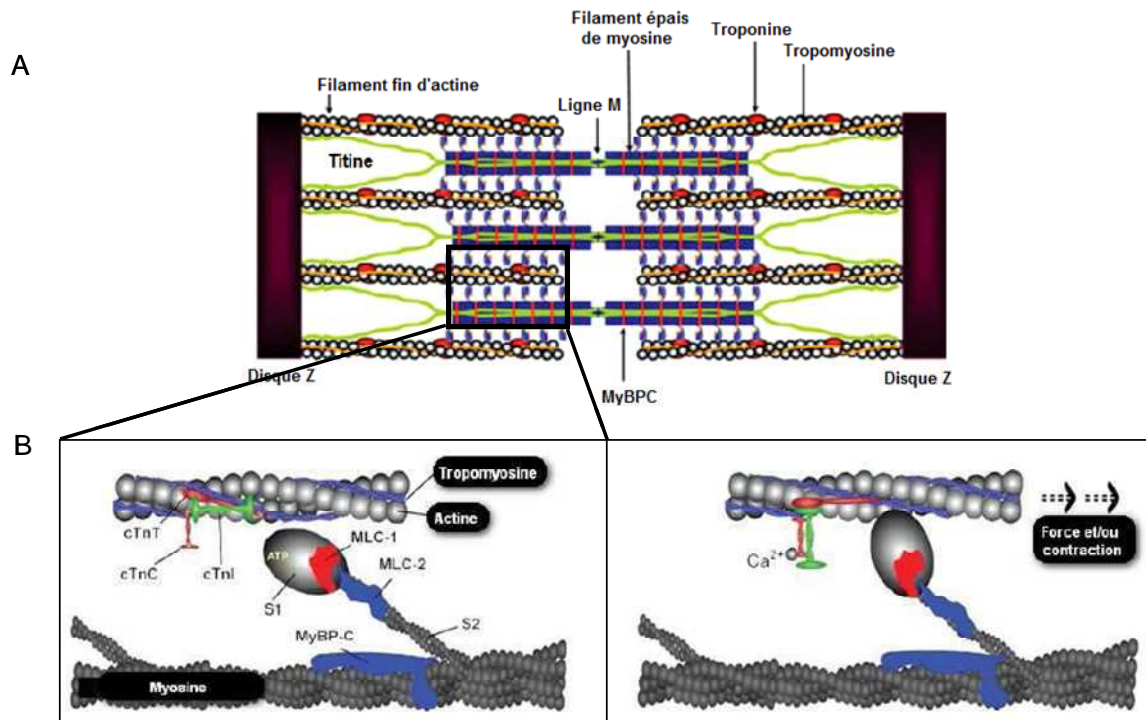 A
Filament fin d'actine
Ligne M
Filament épais
de myosine
Troponine
Tropomyosine
Titine
Disque Z
MyBPC
Disque Z
B
Tropomyosine
Actine
cTnT
cTnC
cTnI
ATP
MLC-1
MLC-2
S1
S2
MyBP-C
Myosine
Ca2+
Force et/ou
contraction